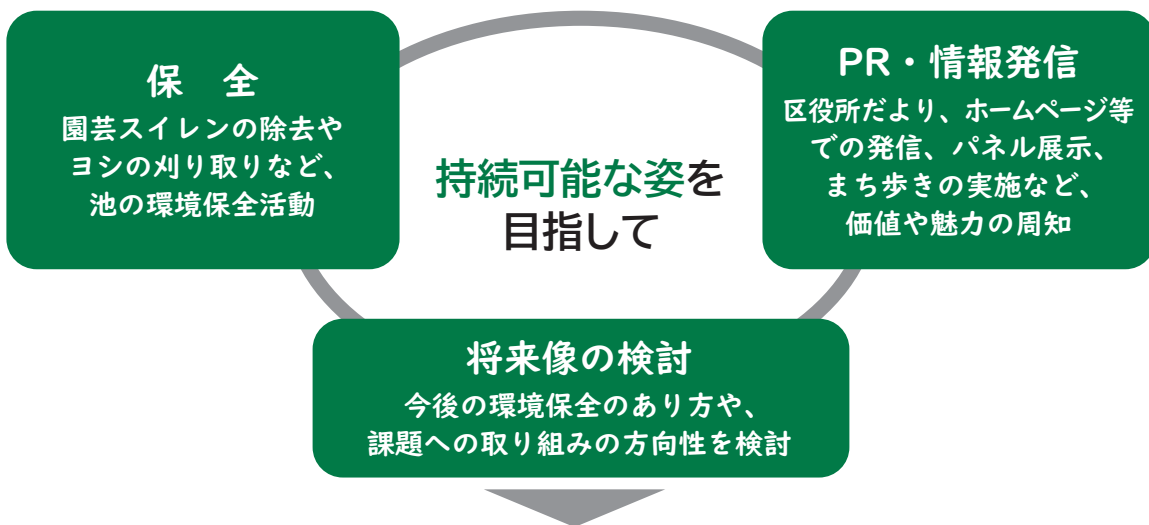 保　全
園芸スイレンの除去や
ヨシの刈り取りなど、
池の環境保全活動
PR・情報発信
区役所だより、ホームページ等
での発信、パネル展示、
まち歩きの実施など、
価値や魅力の周知
持続可能な姿を
目指して
将来像の検討
今後の環境保全のあり方や、
課題への取り組みの方向性を検討